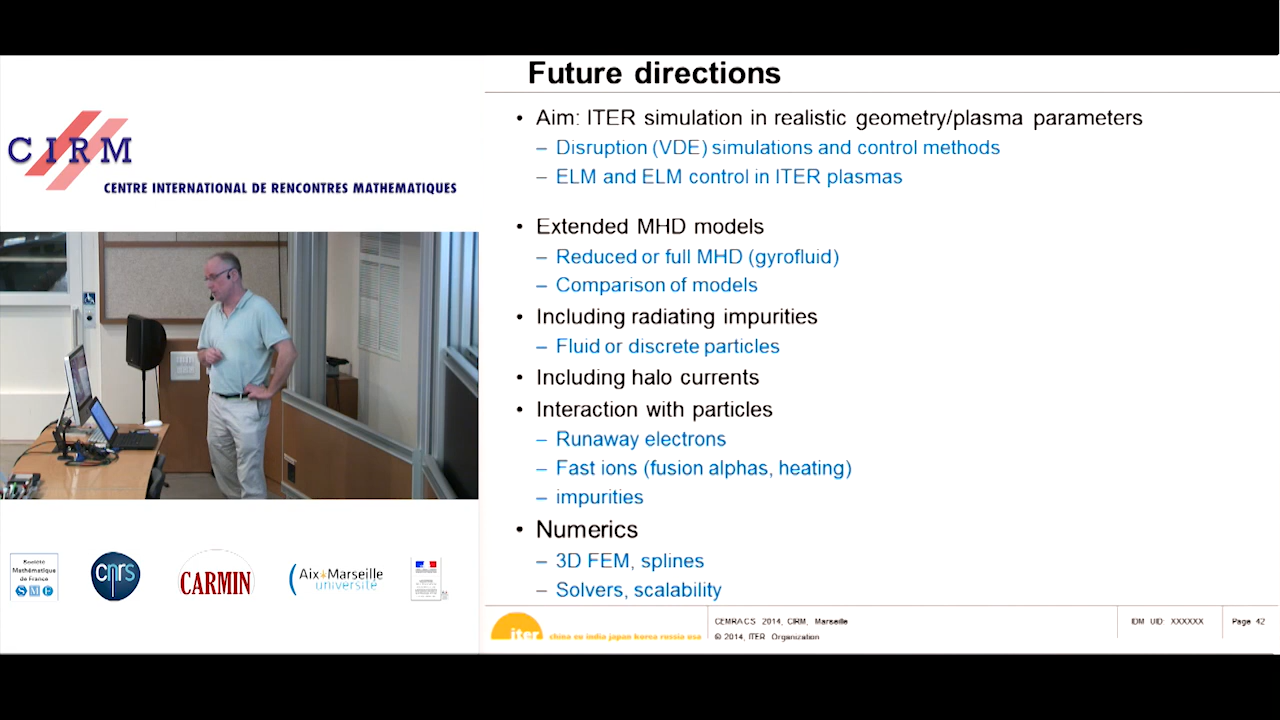 CIRM
CENTRE INTERNATIONAL DE RENCONTRES MATHEMATIQUES
Société
Mathématique
de France
SMF
cnrs
CARMIN
Aix*Marseille
université
Future directions
• Aim: ITER simulation in realistic geometry/plasma parameters
– Disruption (VDE) simulations and control methods
– ELM and ELM control in ITER plasmas
• Extended MHD models
– Reduced or full MHD (gyrofluid)
– Comparison of models
• Including radiating impurities
– Fluid or discrete particles
• Including halo currents
• Interaction with particles
– Runaway electrons
– Fast ions (fusion alphas, heating)
– impurities
• Numerics
– 3D FEM, splines
– Solvers, scalability
iter china eu india japan korea russia usa
CEMRACS 2014, CIRM, Marseille
© 2014, ITER Organization
IDM UID: XXXXXX
Page 42